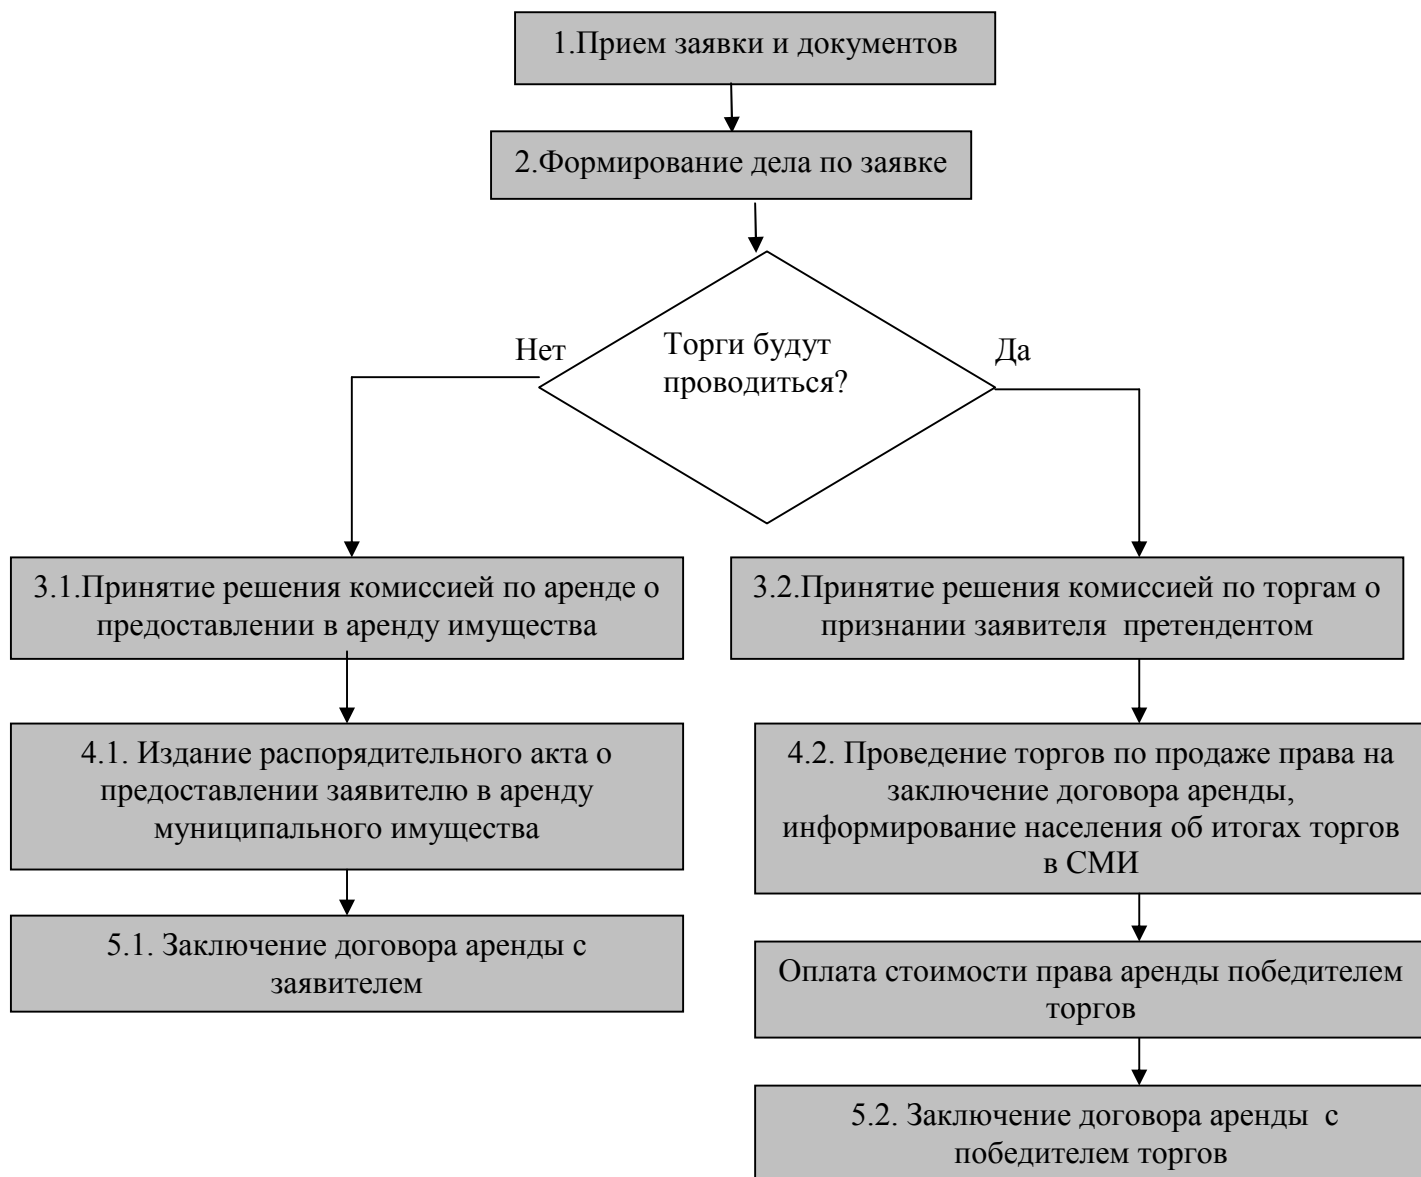 1.Прием заявки и документов
2.Формирование дела по заявке
Торги будут
проводиться?
Нет
Да
3.1.Принятие решения комиссией по аренде о
предоставлении в аренду имущества
3.2.Принятие решения комиссией по торгам о
признании заявителя претендентом
4.1. Издание распорядительного акта о
предоставлении заявителю в аренду
муниципального имущества
4.2. Проведение торгов по продаже права на
заключение договора аренды,
информирование населения об итогах торгов
в СМИ
5.1. Заключение договора аренды с
заявителем
Оплата стоимости права аренды победителем
торгов
5.2. Заключение договора аренды с
победителем торгов